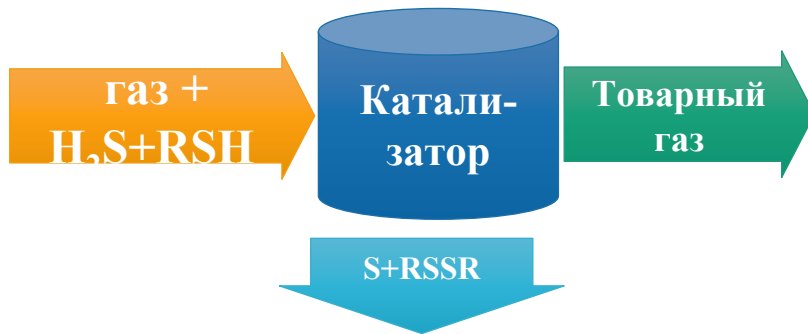 газ +
H₂S+RSH
Катали-
затор
Товарный
газ
S+RSSR